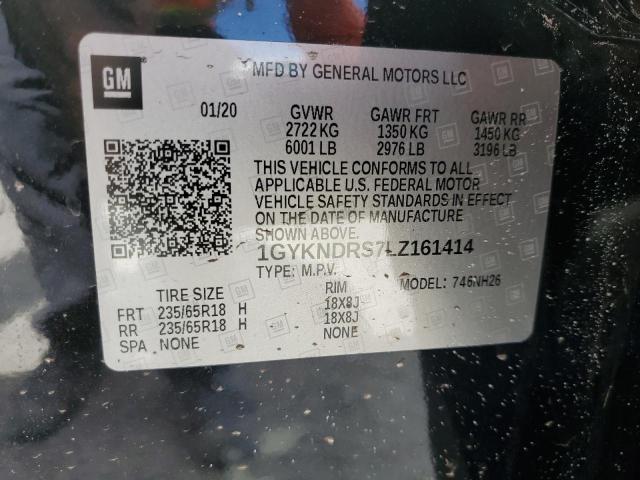 GM
MFD BY GENERAL MOTORS LLC
01/20 GVWR GAWR FRT GAWR RR
2722 KG 1350 KG 1450 KG
6001 LB 2976 LB 3196 LB
THIS VEHICLE CONFORMS TO ALL
APPLICABLE U.S. FEDERAL MOTOR
VEHICLE SAFETY STANDARDS IN EFFECT
ON THE DATE OF MANUFACTURE
SHOWN ABOVE.
1GYKNDRS7LZ161414
TYPE: M.P.V. MODEL: 746NH26
TIRE SIZE RIM
FRT 235/65R18 H 18X8J
RR 235/65R18 H 18X8J
SPA NONE NONE